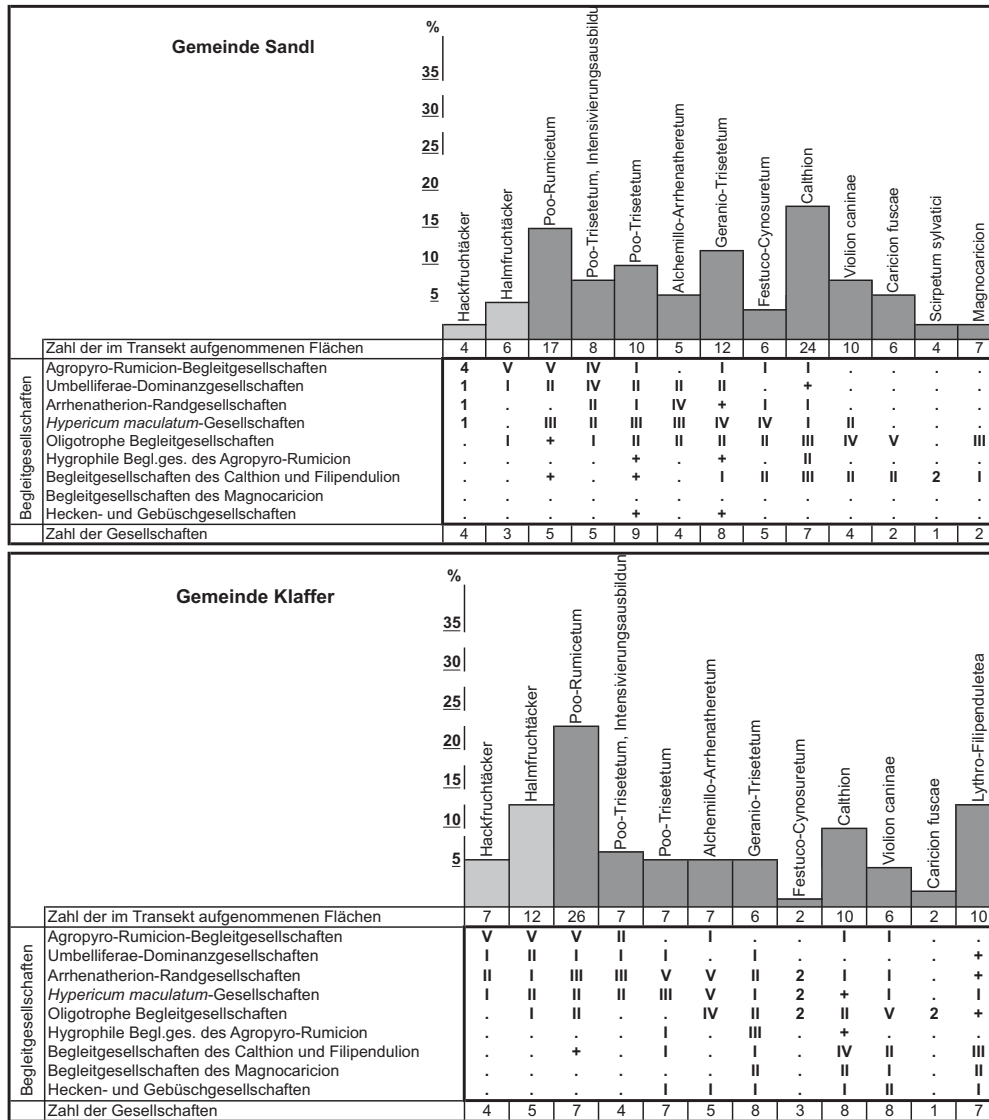 Gemeinde Sandl
%
35
30
25
20
15
10
5
Hackfruchtäcker
Halmfruchtäcker
Poo-Rumicetum
Poo-Trisetetum, Intensivierungsausbildu
Poo-Trisetetum
Alchemillo-Arrhenatheretum
Geranio-Trisetetum
Festuco-Cynosuretum
Calthion
Violion caninae
Caricion fuscae
Scirpetum sylvatici
Magnocaricion
Zahl der im Transekt aufgenommenen Flächen 4 6 17 8 10 5 12 6 24 10 6 4 7
Begleitgesellschaften
Agropyro-Rumicion-Begleitgesellschaften 4 V V IV I . I I I . . . .
Umbelliferae-Dominanzgesellschaften 1 I II IV II II II . + . . . .
Arrhenatherion-Randgesellschaften 1 . . II I IV + I I . . . .
Hypericum maculatum-Gesellschaften 1 . III II III III IV IV I II . . .
Oligotrophe Begleitgesellschaften . I + I II II II II III IV V . III
Hygrophile Begl.ges. des Agropyro-Rumicion . . . . + . + . II . . . .
Begleitgesellschaften des Calthion und Filipendulion . . + . + . I II III II II 2 I
Begleitgesellschaften des Magnocaricion . . . . . . . . . . . . .
Hecken- und Gebüschgesellschaften . . . . + . + . . . . . .
Zahl der Gesellschaften 4 3 5 5 9 4 8 5 7 4 2 1 2
Gemeinde Klaffer
%
35
30
25
20
15
10
5
Hackfruchtäcker
Halmfruchtäcker
Poo-Rumicetum
Poo-Trisetetum, Intensivierungsausbildun
Poo-Trisetetum
Alchemillo-Arrhenatheretum
Geranio-Trisetetum
Festuco-Cynosuretum
Calthion
Violion caninae
Caricion fuscae
Lythro-Filipenduletea
Zahl der im Transekt aufgenommenen Flächen 7 12 26 7 7 7 6 2 10 6 2 10
Begleitgesellschaften
Agropyro-Rumicion-Begleitgesellschaften V V V II . I . . I I . .
Umbelliferae-Dominanzgesellschaften I II I I I . I . . . . +
Arrhenatherion-Randgesellschaften II I III III V V II 2 I I . +
Hypericum maculatum-Gesellschaften I II II II III V I 2 + I . I
Oligotrophe Begleitgesellschaften . I II . . IV II 2 II V 2 +
Hygrophile Begl.ges. des Agropyro-Rumicion . . . . I . III . + . . .
Begleitgesellschaften des Calthion und Filipendulion . . + . I . I . IV II . III
Begleitgesellschaften des Magnocaricion . . . . . . II . II I . II
Hecken- und Gebüschgesellschaften . . . . I I I . I II . I
Zahl der Gesellschaften 4 5 7 4 7 5 8 3 8 8 1 7